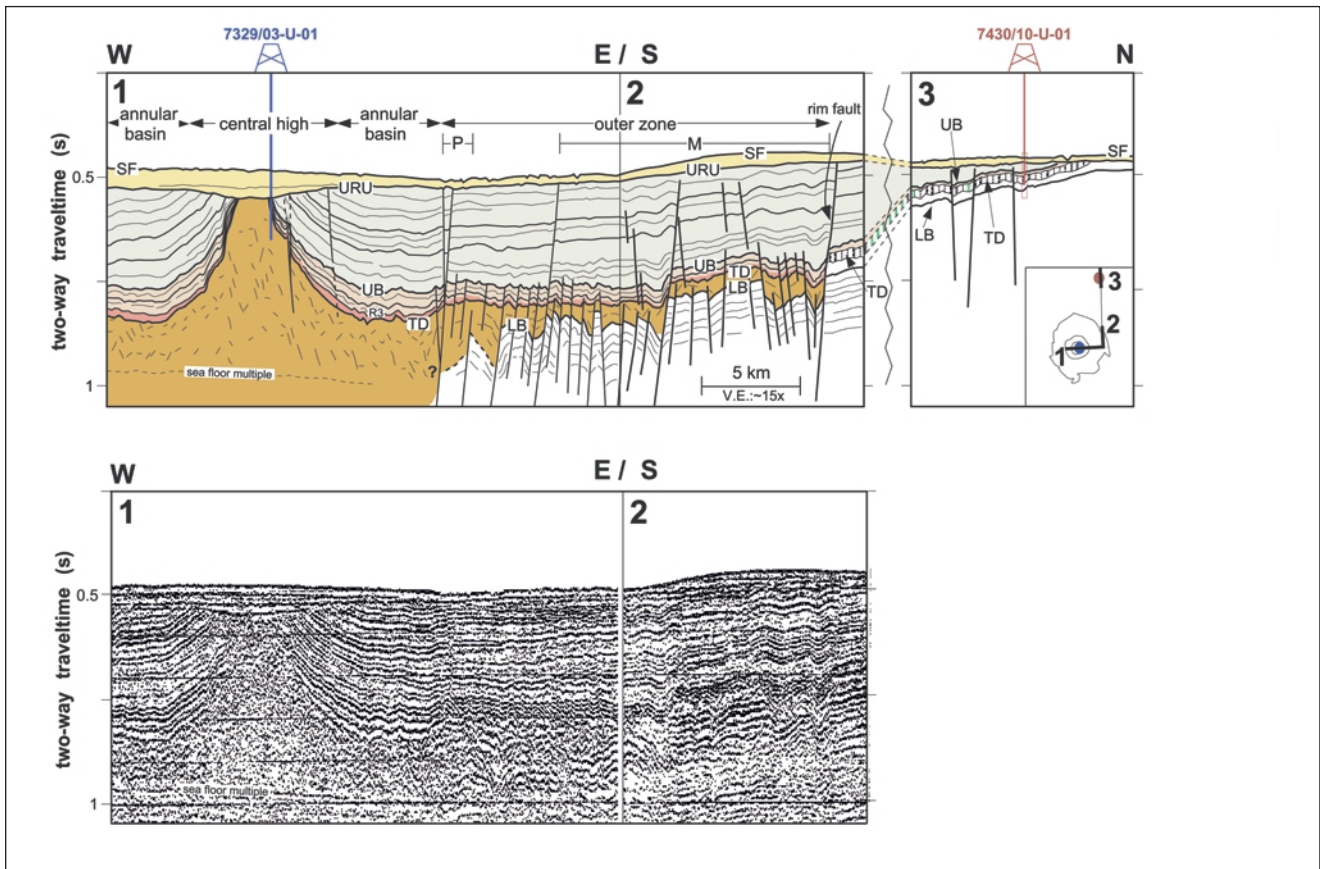 7329/03-U-01
7430/10-U-01
W
E / S
N
1
2
3
annular basin
central high
annular basin
outer zone
rim fault
P
M
SF
URU
SF
URU
UB
SF
0.5
two-way traveltime (s)
UB
R3
TD
LB
UB
TD
LB
TD
LB
TD
sea floor multiple
?
5 km
V.E.:~15x
1
3
2
1
W
E / S
1
2
two-way traveltime (s)
0.5
sea floor multiple
1